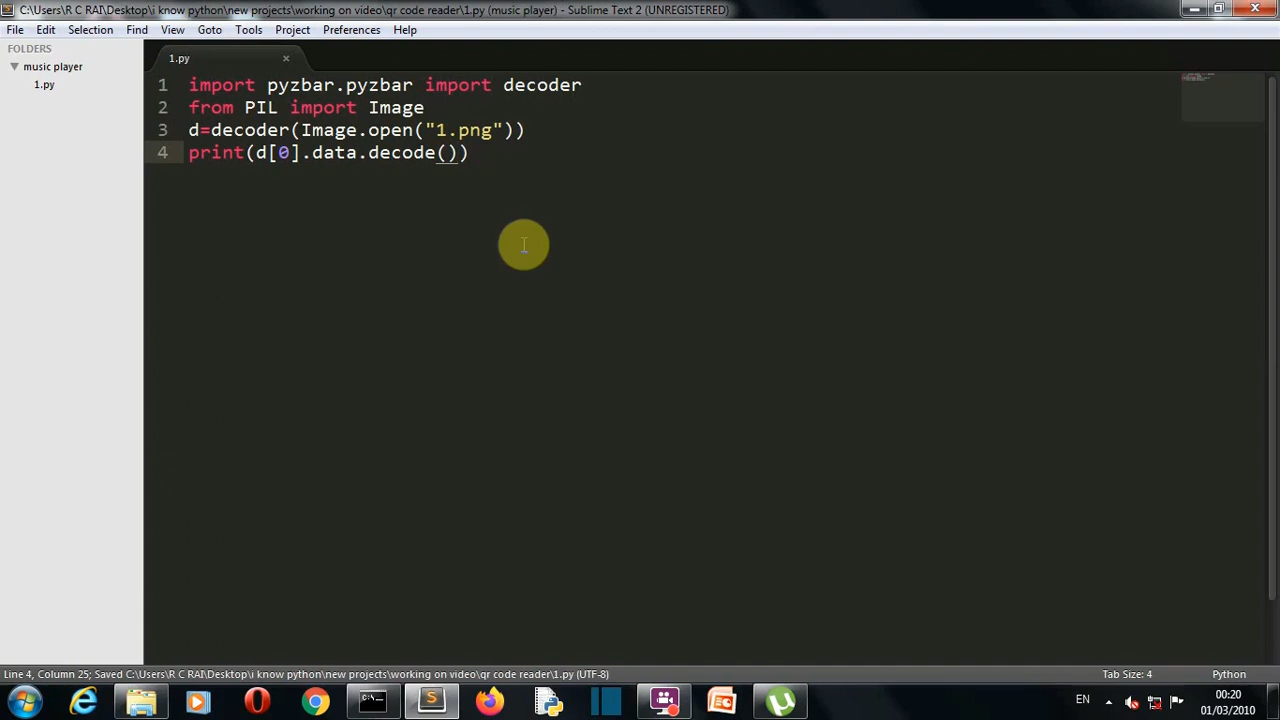 C:\Users\R C RAI\Desktop\i know python\new projects\working on video\qr code reader\1.py (music player) - Sublime Text 2 (UNREGISTERED)
File Edit Selection Find View Goto Tools Project Preferences Help
FOLDERS
music player
1.py
1.py
1 import pyzbar.pyzbar import decoder
2 from PIL import Image
3 d=decoder(Image.open("1.png"))
4 print(d[0].data.decode())
Line 4, Column 25; Saved C:\Users\R C RAI\Desktop\i know python\new projects\working on video\qr code reader\1.py (UTF-8)
Tab Size: 4
Python
EN
00:20
01/03/2010